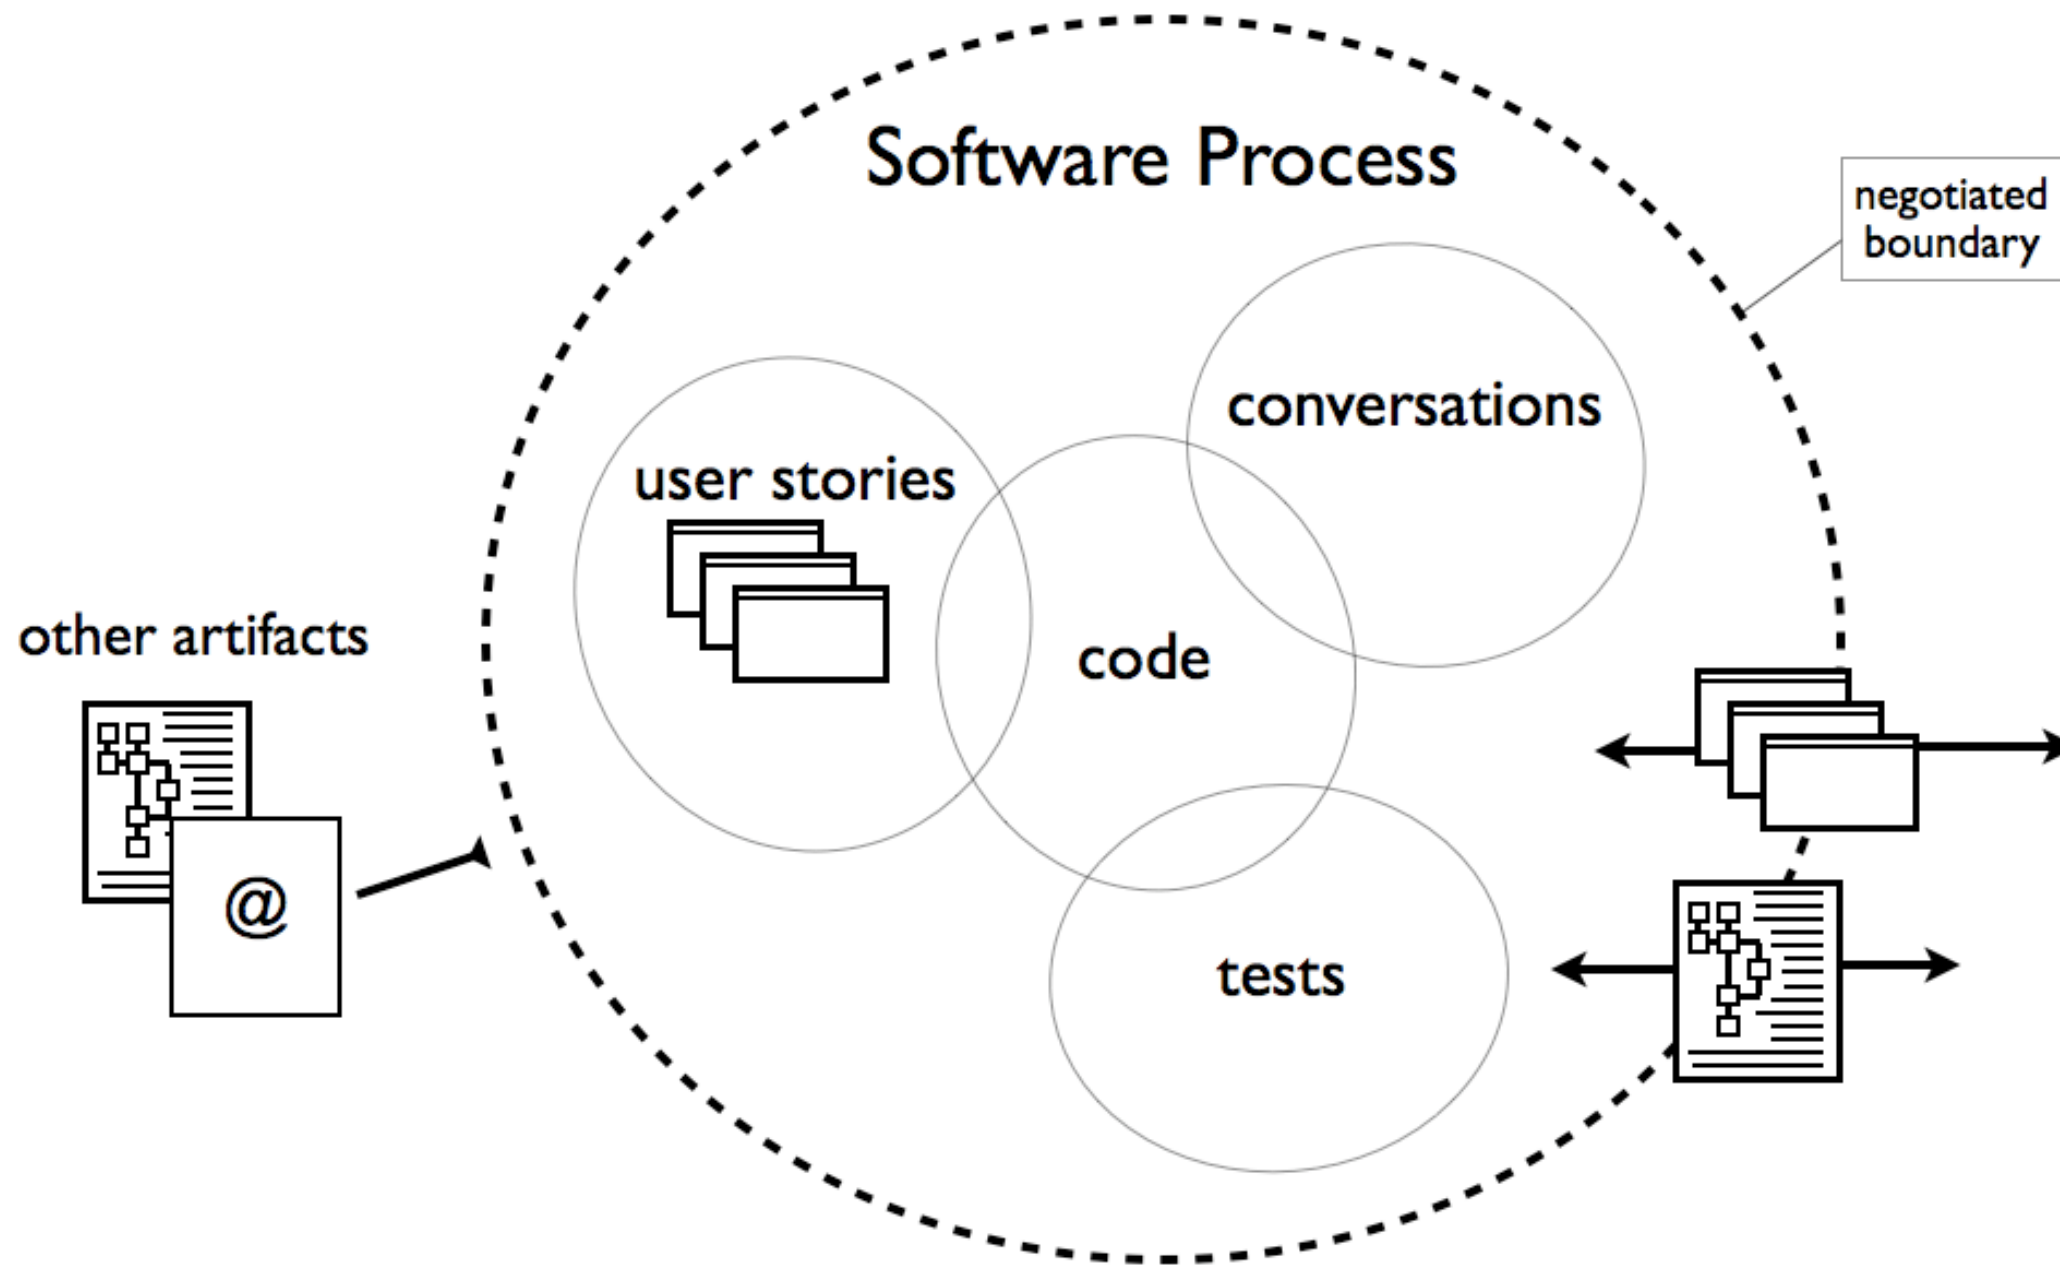 Software Process
negotiated
boundary
conversations
user stories
code
other artifacts
@
tests